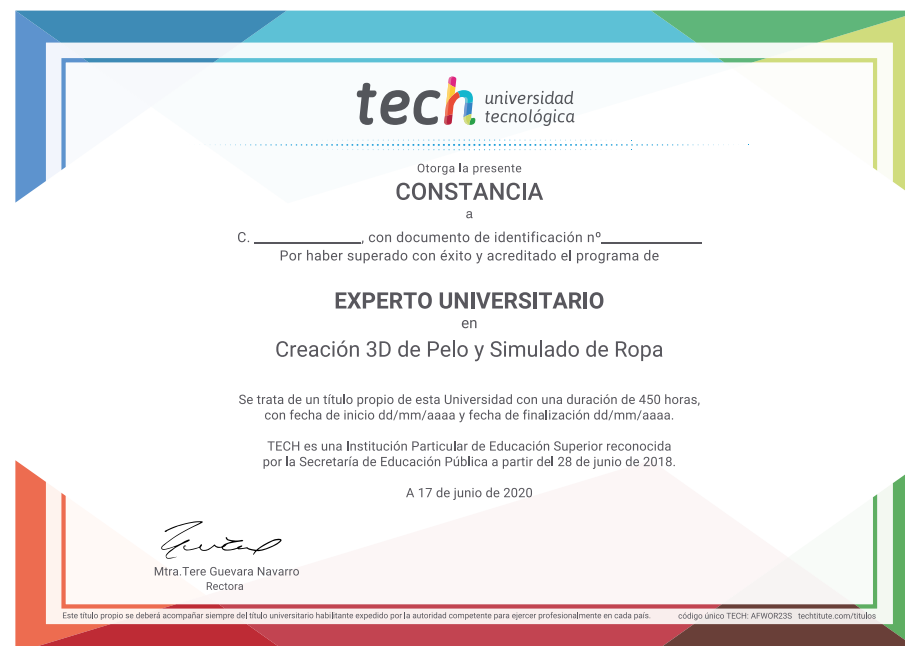 tech universidad
tecnológica
Otorga la presente
CONSTANCIA
a
C. ____________, con documento de identificación nº____________
Por haber superado con éxito y acreditado el programa de
EXPERTO UNIVERSITARIO
en
Creación 3D de Pelo y Simulado de Ropa
Se trata de un título propio de esta Universidad con una duración de 450 horas,
con fecha de inicio dd/mm/aaaa y fecha de finalización dd/mm/aaaa.
TECH es una Institución Particular de Educación Superior reconocida
por la Secretaría de Educación Pública a partir del 28 de junio de 2018.
A 17 de junio de 2020
Mtra.Tere Guevara Navarro
Rectora
Este título propio se deberá acompañar siempre del título universitario habilitante expedido por la autoridad competente para ejercer profesionalmente en cada país. código único TECH: AFWOR23S techtitute.com/titulos